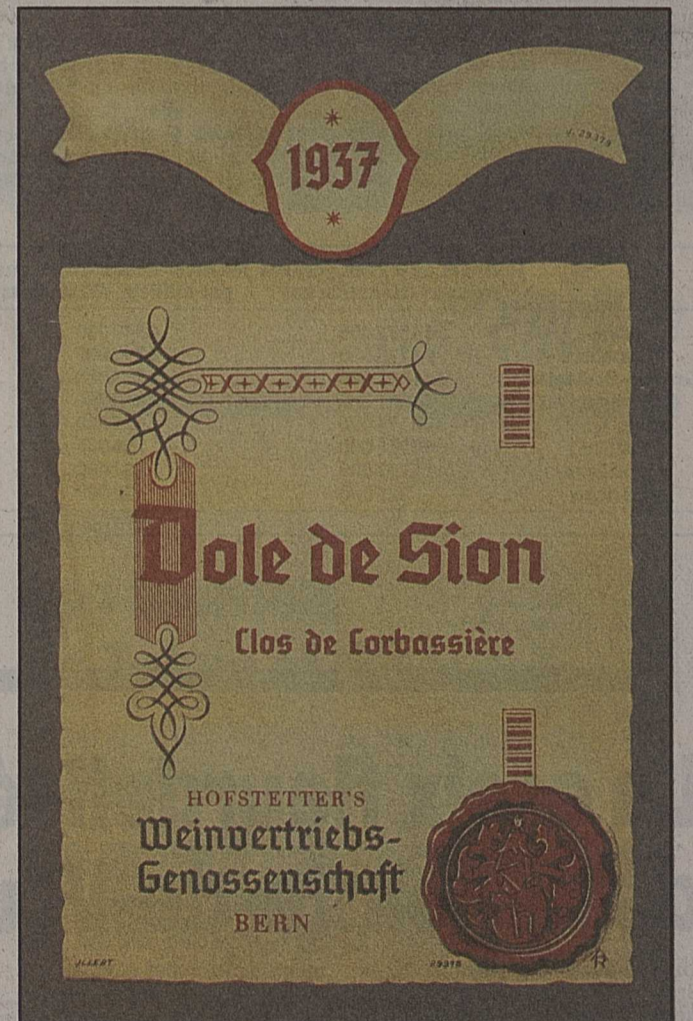 1937
Dole de Sion
Clos de Corbassière
HOFSTETTER'S
Weinvertriebs-
Genossenschaft
BERN